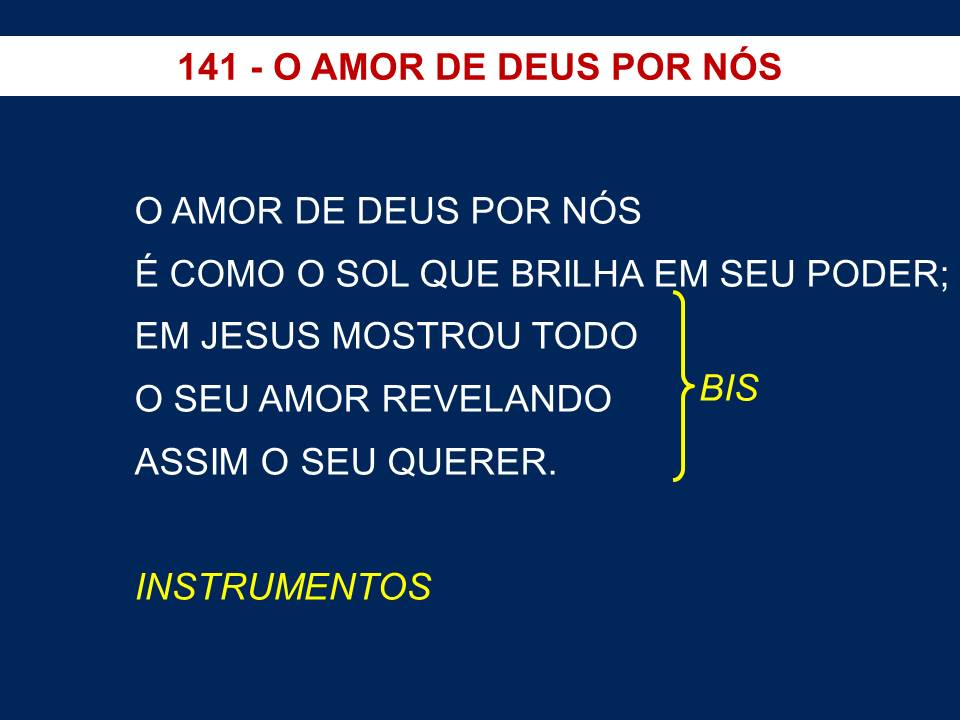 141 - O AMOR DE DEUS POR NÓS
O AMOR DE DEUS POR NÓS
É COMO O SOL QUE BRILHA EM SEU PODER;
EM JESUS MOSTROU TODO
O SEU AMOR REVELANDO
ASSIM O SEU QUERER.
BIS
INSTRUMENTOS